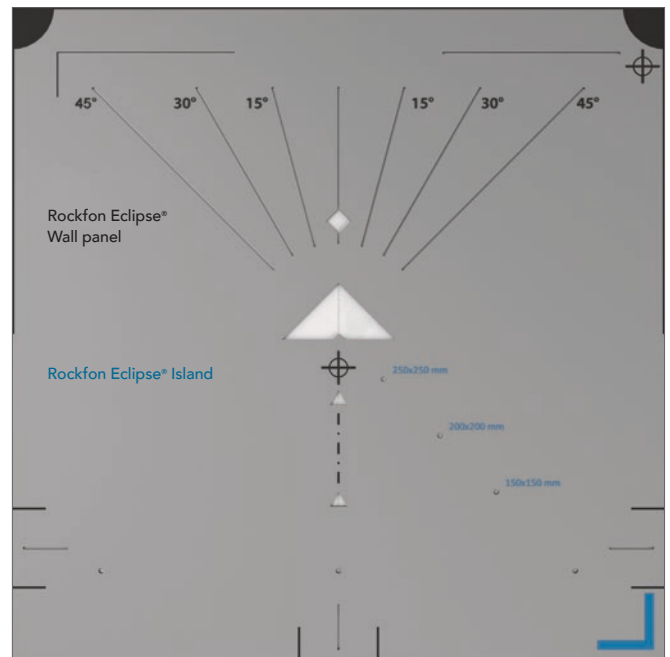 45° 30° 15° 15° 30° 45°
Rockfon Eclipse®
Wall panel
Rockfon Eclipse® Island
250x250 mm
200x200 mm
150x150 mm